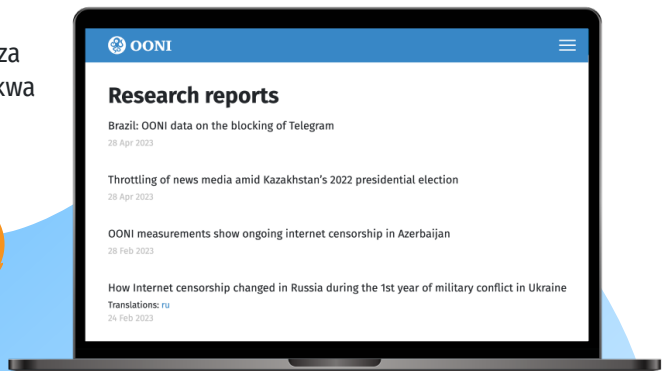 za
kwa
OONI
Research reports
Brazil: OONI data on the blocking of Telegram
28 Apr 2023
Throttling of news media amid Kazakhstan's 2022 presidential election
28 Apr 2023
OONI measurements show ongoing internet censorship in Azerbaijan
28 Feb 2023
How Internet censorship changed in Russia during the 1st year of military conflict in Ukraine
Translations: ru
24 Feb 2023